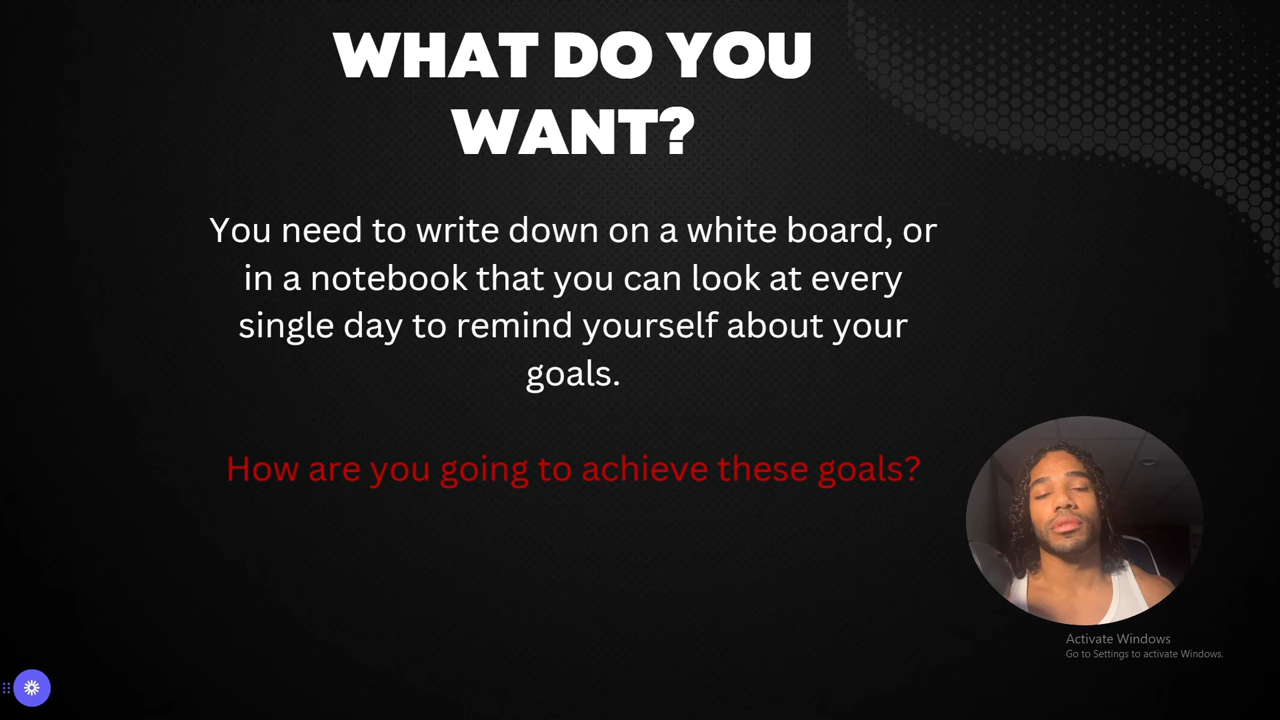 WHAT DO YOU
WANT?
You need to write down on a white board, or
in a notebook that you can look at every
single day to remind yourself about your
goals.
How are you going to achieve these goals?
Activate Windows
Go to Settings to activate Windows.